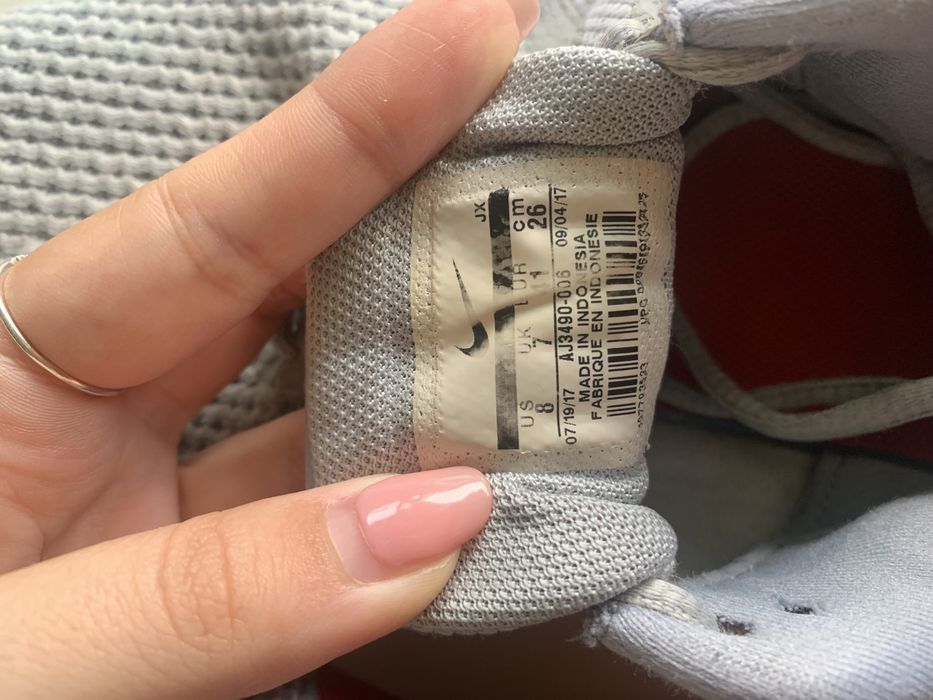 JX
US UK EUR cm
8 7 41 26
07/19/17 AJ3490-006 09/04/17
MADE IN INDONESIA
FABRIQUE EN INDONESIE